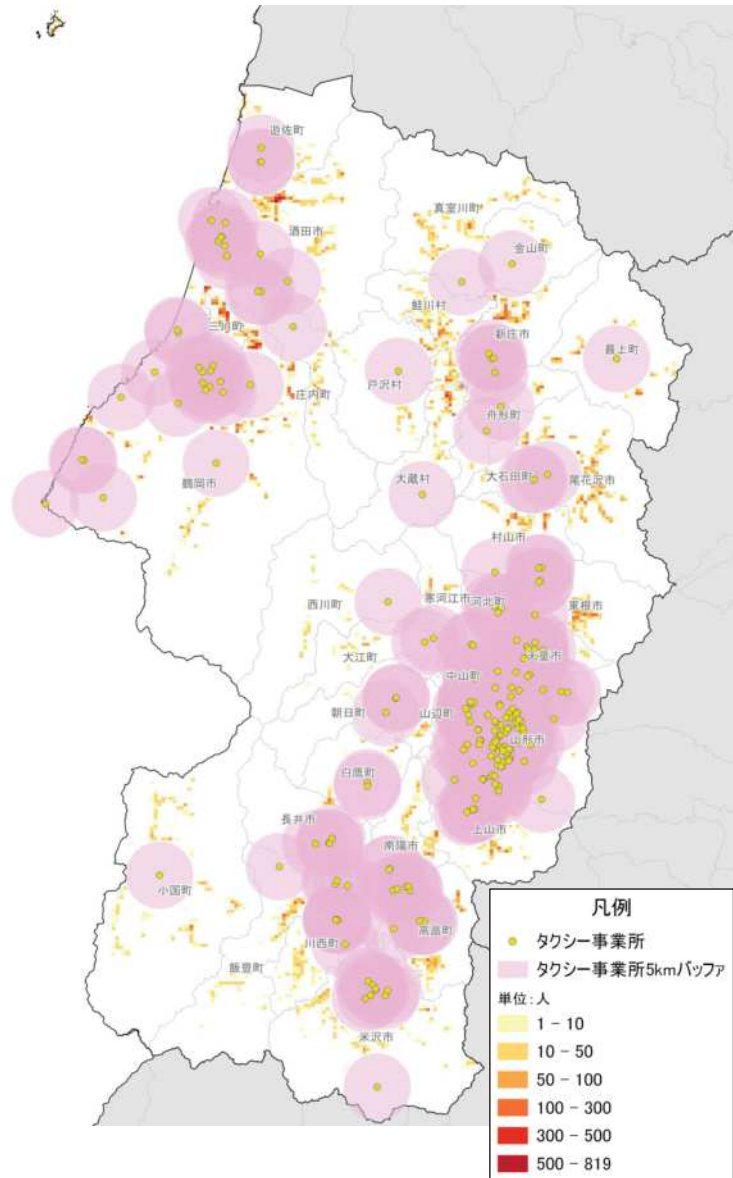 遊佐町
酒田市
真室川町
金山町
鮭川村
三川町
新庄市
最上町
戸沢村
庄内町
舟形町
大石田町
尾花沢市
大蔵村
鶴岡市
村山市
西川町
寒河江市
河北町
東根市
大江町
天童市
中山町
朝日町
山辺町
山形市
白鷹町
長井市
上山市
南陽市
小国町
川西町
高畠町
飯豊町
米沢市
凡例
タクシー事業所
タクシー事業所5kmバッファ
単位:人
1 - 10
10 - 50
50 - 100
100 - 300
300 - 500
500 - 819